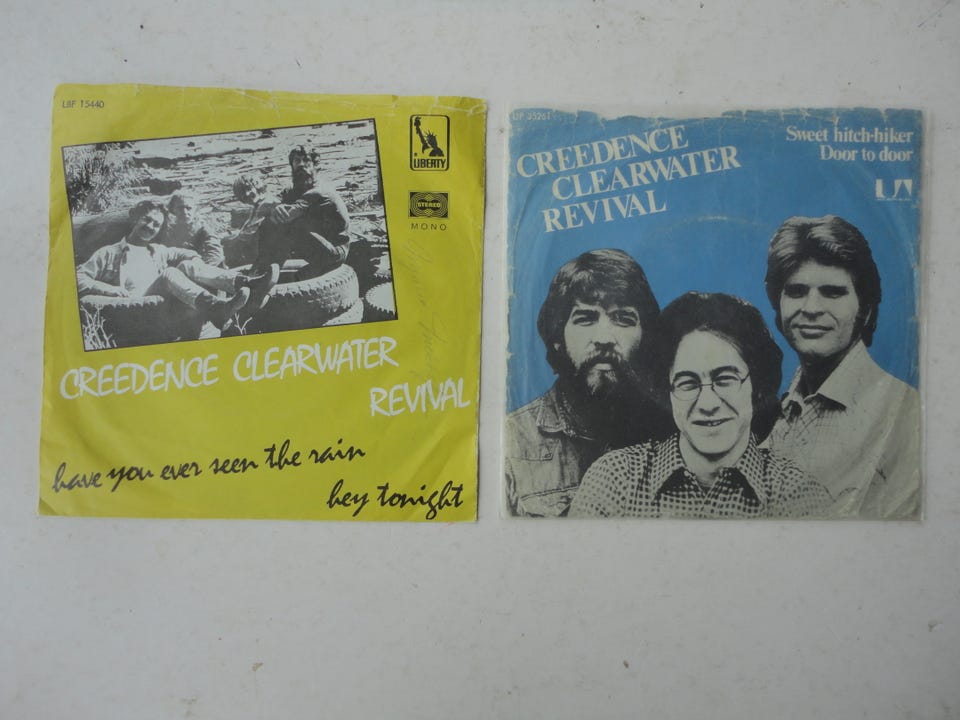 LBF 15440
LIBERTY
STEREO
MONO
CREEDENCE CLEARWATER
REVIVAL
have you ever seen the rain
hey tonight
UP 35261
CREEDENCE
CLEARWATER
REVIVAL
Sweet hitch-hiker
Door to door
UA